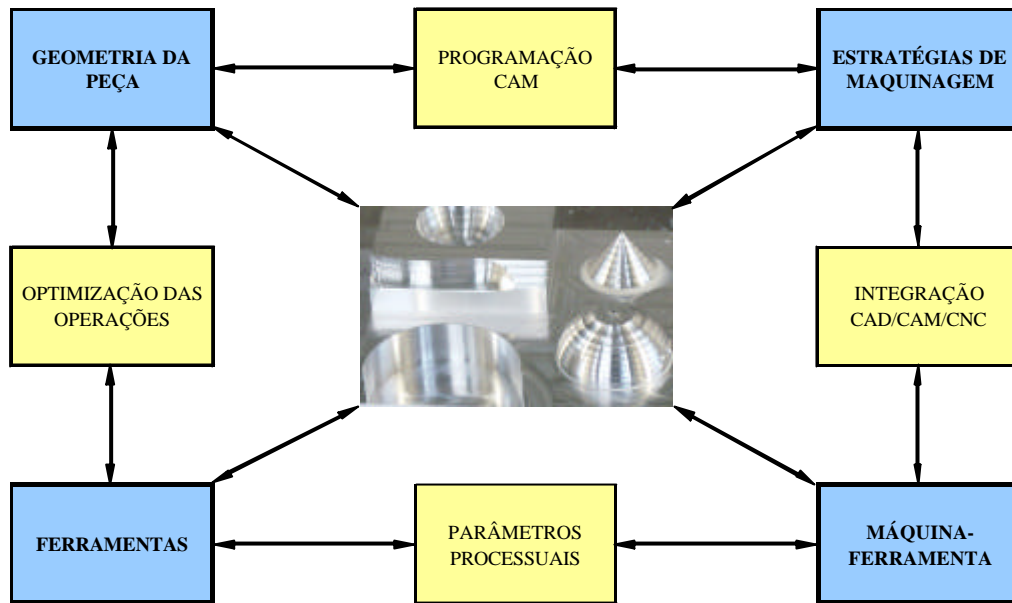 GEOMETRIA DA
PEÇA
PROGRAMAÇÃO
CAM
ESTRATÉGIAS DE
MAQUINAGEM
OPTIMIZAÇÃO DAS
OPERAÇÕES
INTEGRAÇÃO
CAD/CAM/CNC
FERRAMENTAS
PARÂMETROS
PROCESSUAIS
MÁQUINA-
FERRAMENTA